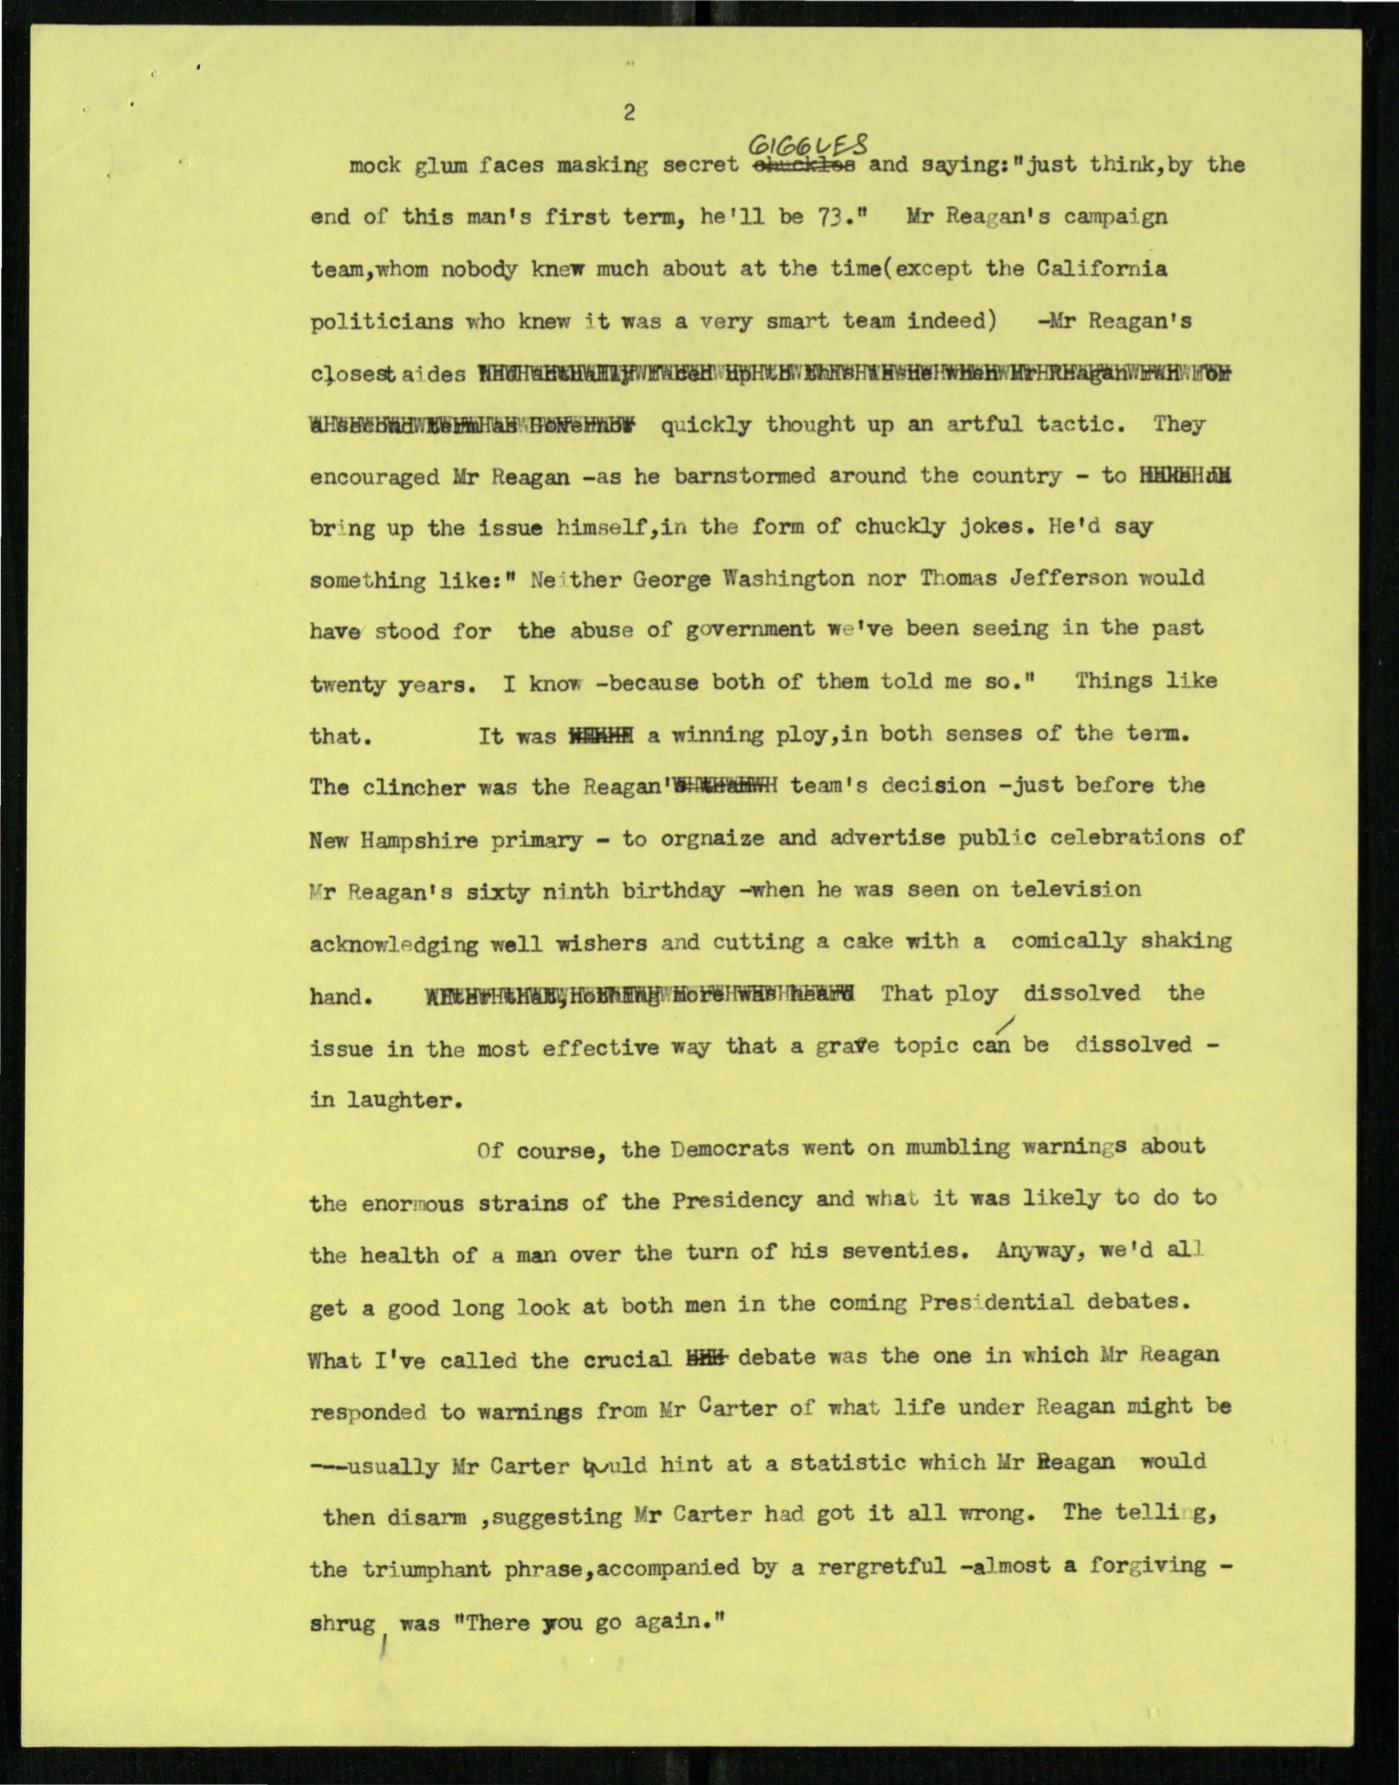 2
GIGGLES
mock glum faces masking secret chuckles and saying:"just think,by the
end of this man's first term, he'll be 73." Mr Reagan's campaign
team,whom nobody knew much about at the time(except the California
politicians who knew it was a very smart team indeed) -Mr Reagan's
closest aides
quickly thought up an artful tactic. They
encouraged Mr Reagan -as he barnstormed around the country - to
bring up the issue himself,in the form of chuckly jokes. He'd say
something like:" Neither George Washington nor Thomas Jefferson would
have stood for the abuse of government we've been seeing in the past
twenty years. I know -because both of them told me so." Things like
that. It was a winning ploy,in both senses of the term.
The clincher was the Reagan' team's decision -just before the
New Hampshire primary - to orgnaize and advertise public celebrations of
Mr Reagan's sixty ninth birthday -when he was seen on television
acknowledging well wishers and cutting a cake with a comically shaking
hand. That ploy dissolved the
issue in the most effective way that a grave topic can be dissolved -
in laughter.
Of course, the Democrats went on mumbling warnings about
the enormous strains of the Presidency and what it was likely to do to
the health of a man over the turn of his seventies. Anyway, we'd all
get a good long look at both men in the coming Presidential debates.
What I've called the crucial debate was the one in which Mr Reagan
responded to warnings from Mr Carter of what life under Reagan might be
---usually Mr Carter would hint at a statistic which Mr Reagan would
then disarm ,suggesting Mr Carter had got it all wrong. The telling,
the triumphant phrase,accompanied by a rergretful -almost a forgiving -
shrug, was "There you go again."